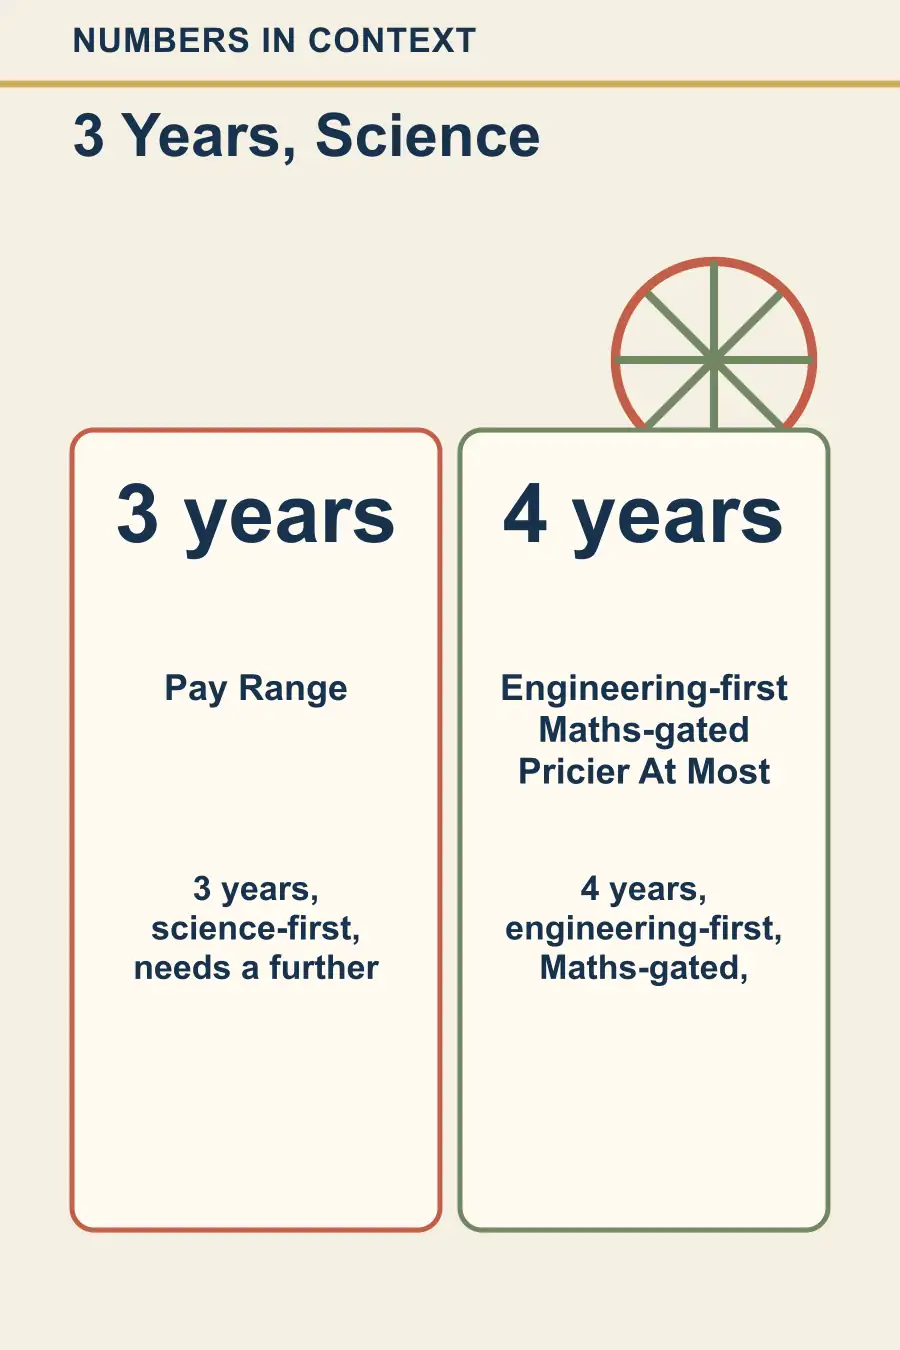 NUMBERS IN CONTEXT
3 Years, Science
3 years
Pay Range
3 years,
science-first,
needs a further
4 years
Engineering-first
Maths-gated
Pricier At Most
4 years,
engineering-first,
Maths-gated,